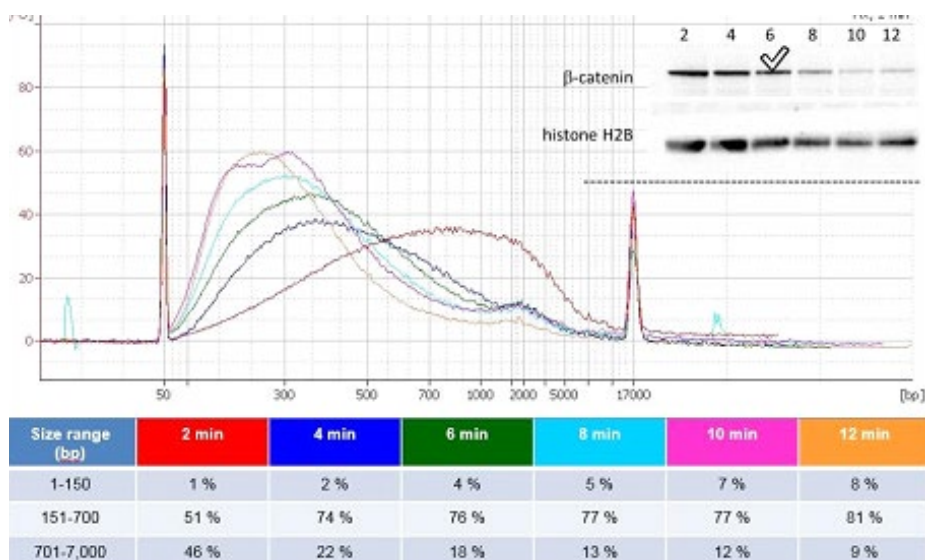 2 4 6 8 10 12
β-catenin
80
histone H2B
60
40
20
0
50 300 500 700 1000 2000 5000 17000 [bp]
Size range (bp) 2 min 4 min 6 min 8 min 10 min 12 min
1-150 1 % 2 % 4 % 5 % 7 % 8 %
151-700 51 % 74 % 76 % 77 % 77 % 81 %
701-7,000 46 % 22 % 18 % 13 % 12 % 9 %